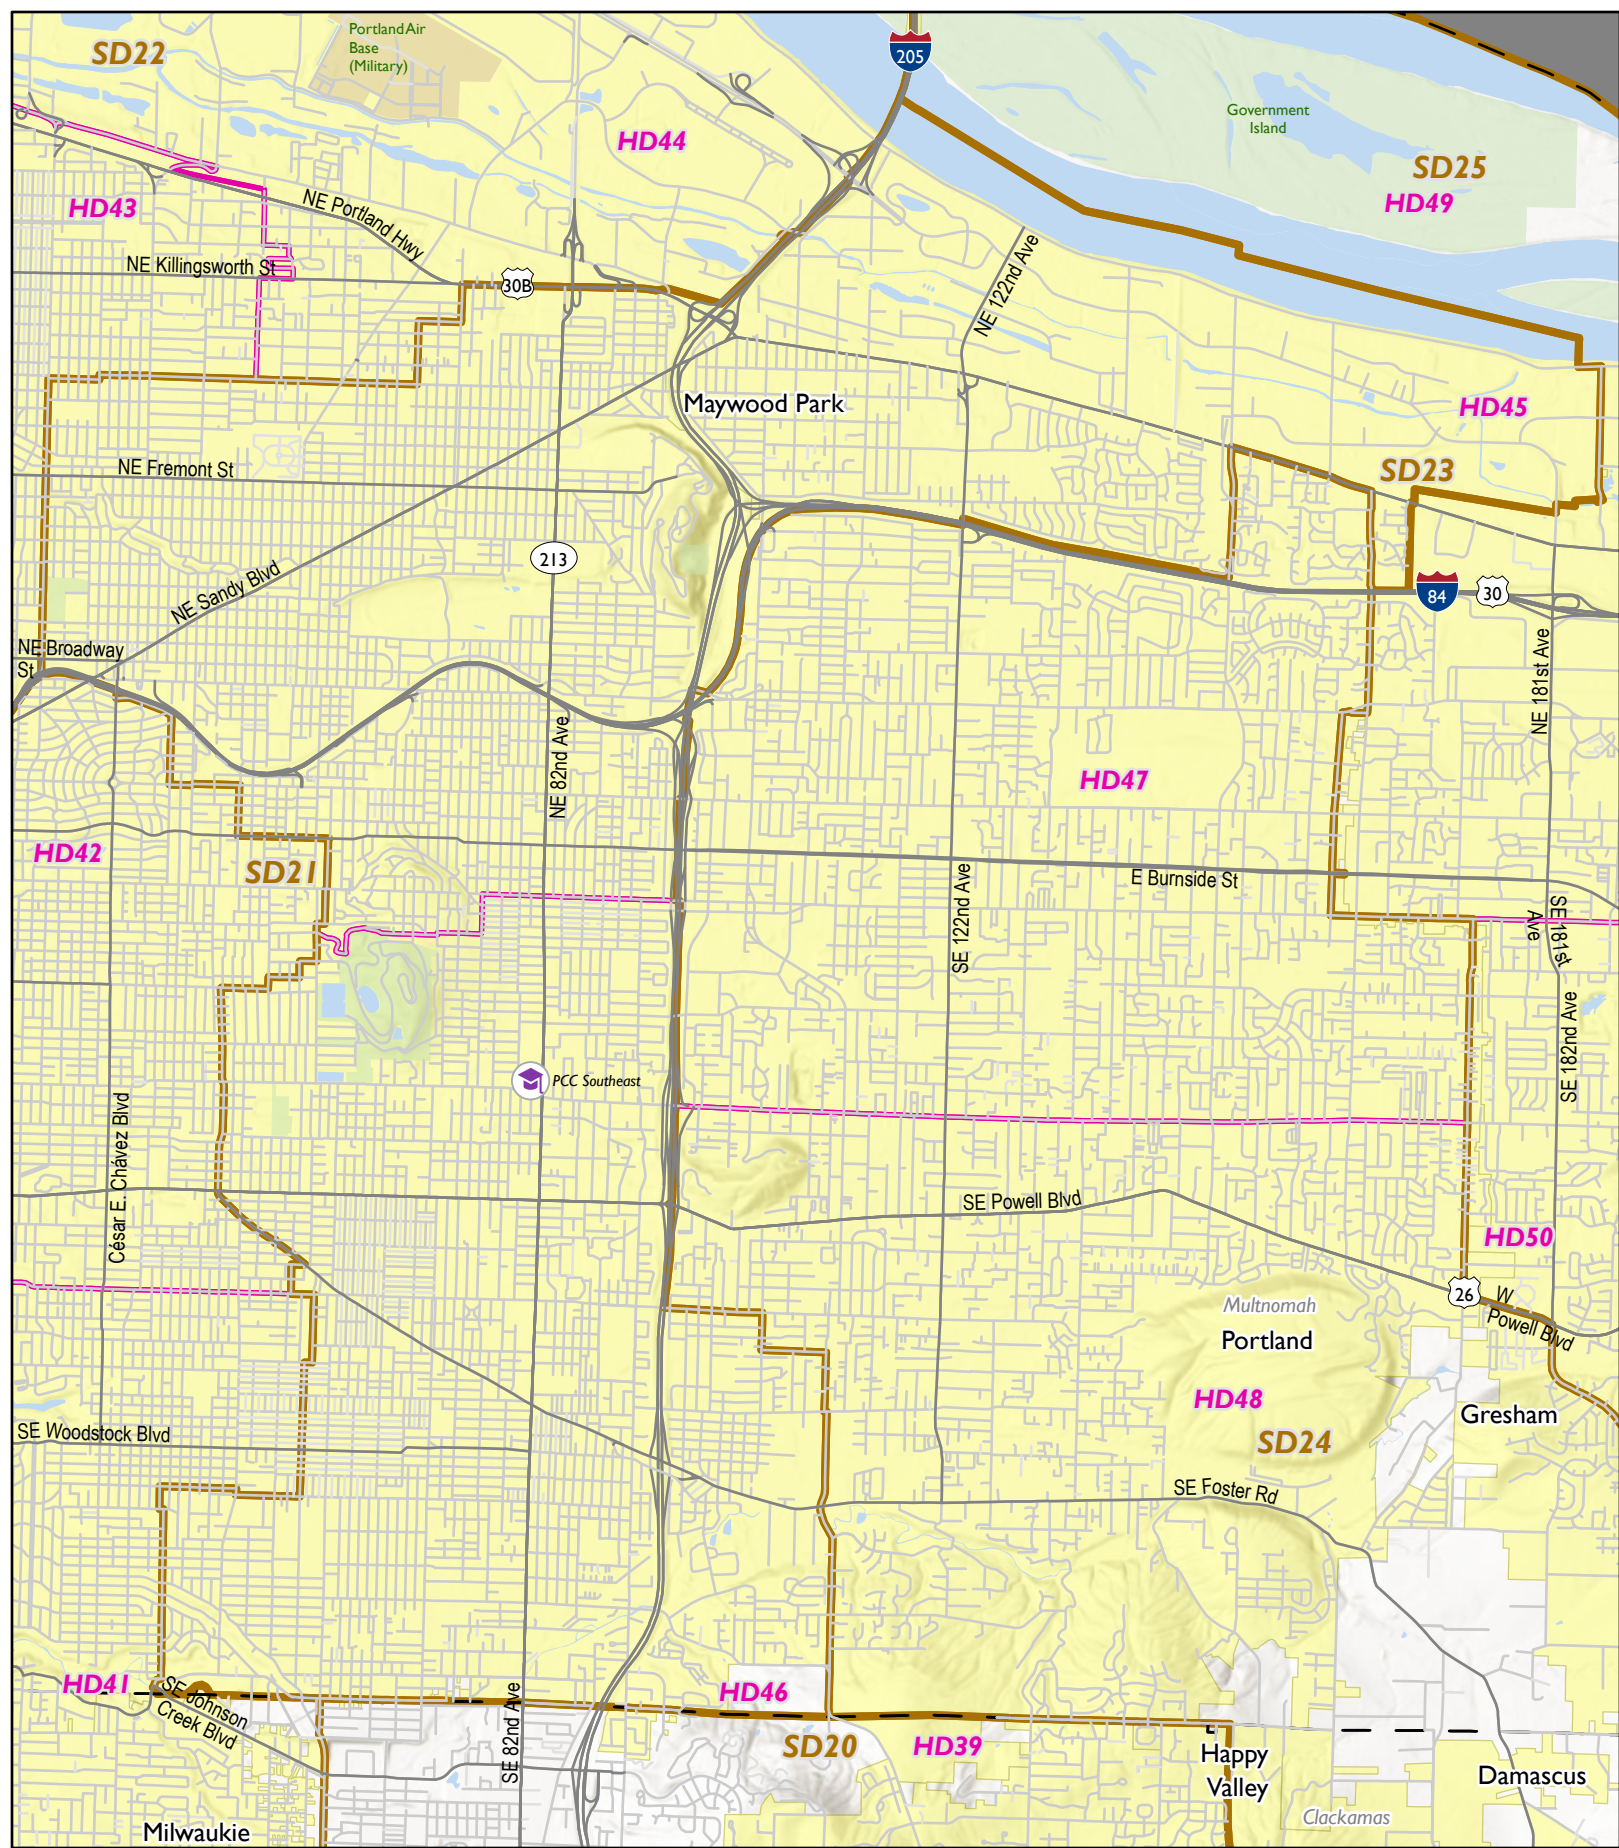 SD22
Portland Air
Base
(Military)
205
Government
Island
HD44
SD25
HD49
HD43
NE Portland Hwy
NE Killingsworth St
30B
NE 122nd Ave
Maywood Park
HD45
NE Fremont St
SD23
213
NE Sandy Blvd
84
30
NE Broadway
St
NE 181st Ave
NE 82nd Ave
HD47
HD42
SD21
E Burnside St
SE 122nd Ave
SE 181st
Ave
SE 182nd Ave
PCC Southeast
César E. Chávez Blvd
SE Powell Blvd
HD50
26
W
Powell Blvd
Multnomah
Portland
HD48
Gresham
SD24
SE Woodstock Blvd
SE Foster Rd
HD41
SE Johnson
Creek Blvd
HD46
SE 82nd Ave
SD20
HD39
Happy
Valley
Damascus
Clackamas
Milwaukie